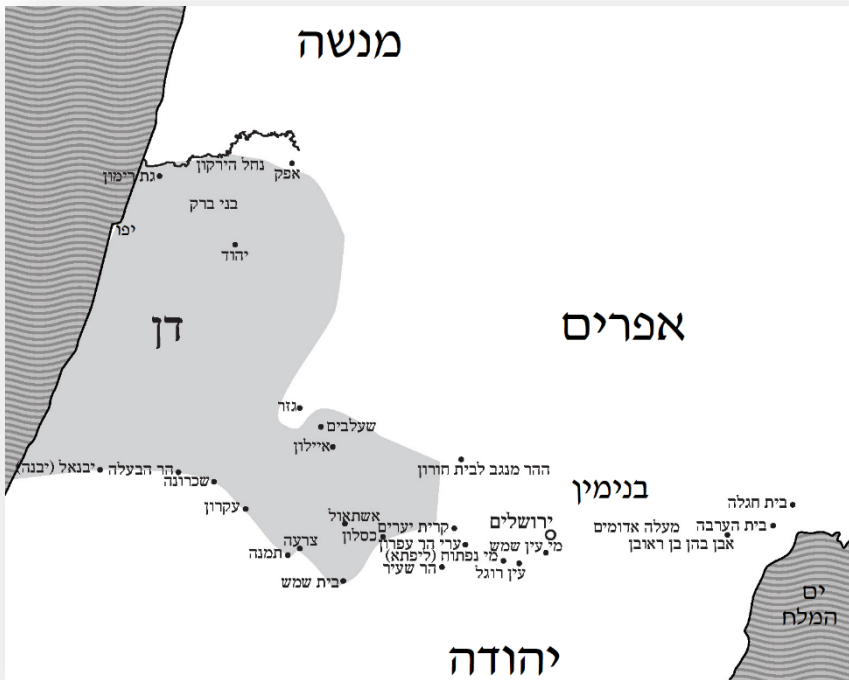 מנשה
נחל הירקון
אפק
גת רימון
בני ברק
יפו
יהוד
דן
אפרים
גזר
שעלבים
איילון
ההר מנגב לבית חורון
יבנאל (יבנה)
הר הבעלה
שכרונה
בנימין
בית חגלה
עקרון
אשתאול
קרית יערים
ירושלים
מעלה אדומים
בית הערבה
כסלון
ערי הר עפרון
מי עין שמש
אבן בהן בן ראובן
צרעה
תמנה
מי נפתוח (ליפתא)
הר שעיר
עין רוגל
בית שמש
ים
המלח
יהודה